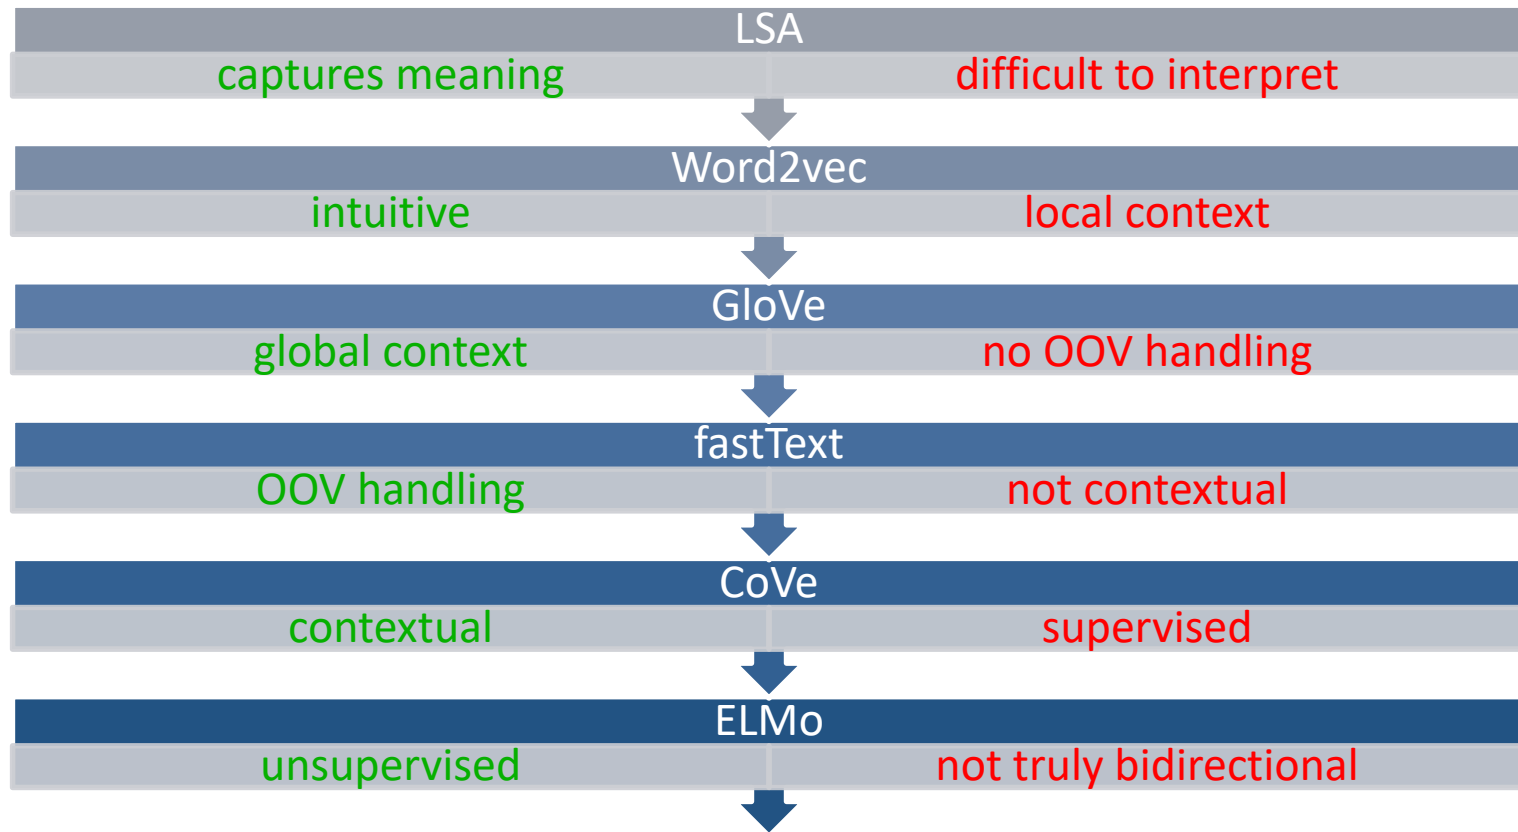 LSA
captures meaning difficult to interpret
Word2vec
intuitive local context
GloVe
global context no OOV handling
fastText
OOV handling not contextual
CoVe
contextual supervised
ELMo
unsupervised not truly bidirectional